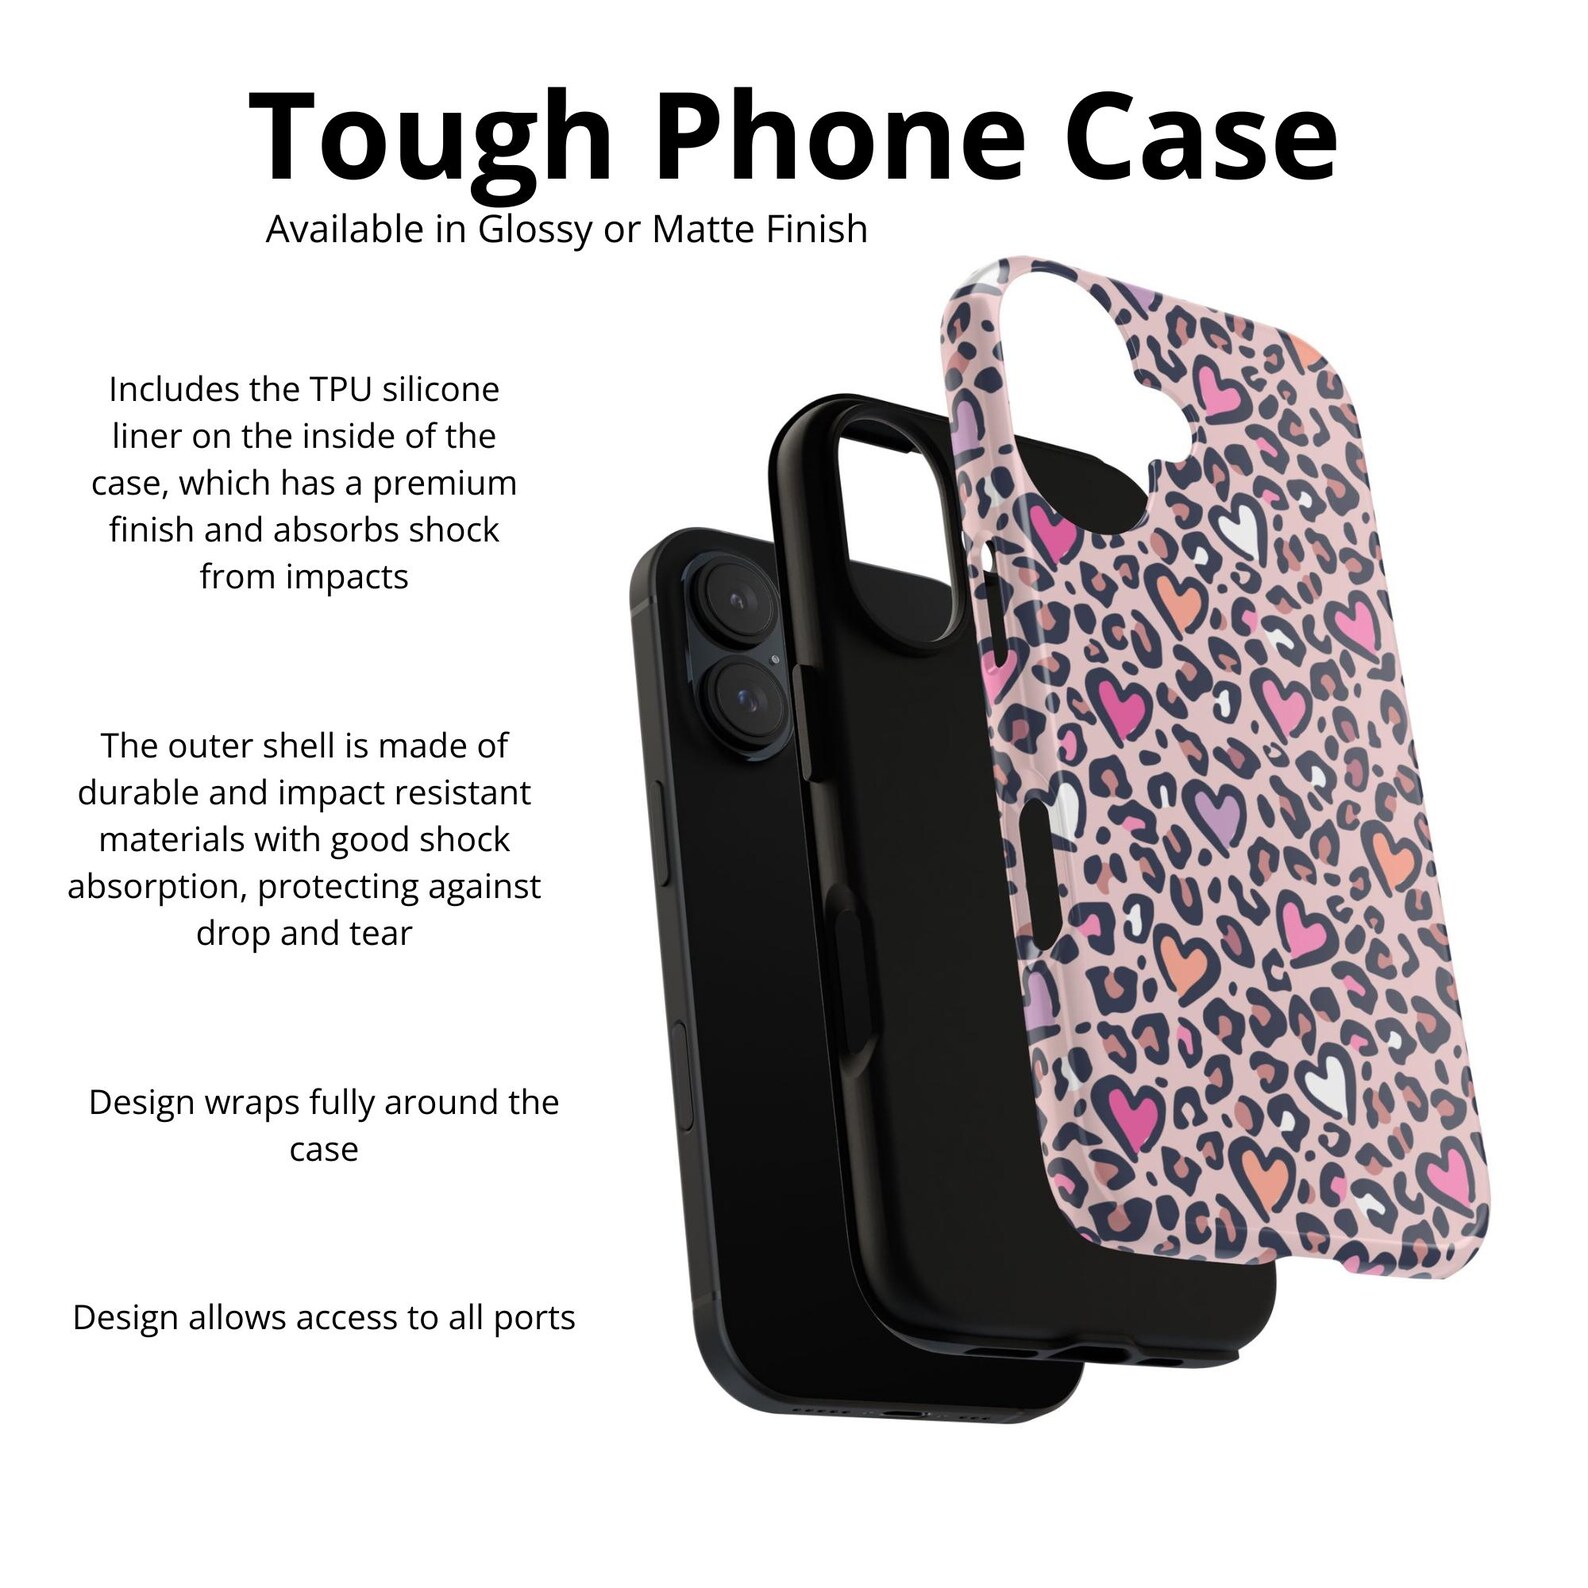 Tough Phone Case
Available in Glossy or Matte Finish
Includes the TPU silicone
liner on the inside of the
case, which has a premium
finish and absorbs shock
from impacts
The outer shell is made of
durable and impact resistant
materials with good shock
absorption, protecting against
drop and tear
Design wraps fully around the
case
Design allows access to all ports